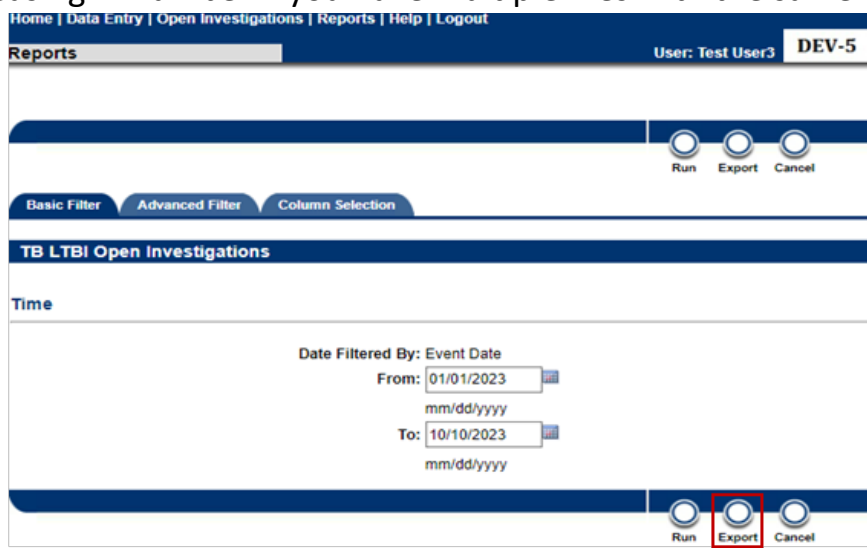 Home | Data Entry | Open Investigations | Reports | Help | Logout
Reports
User: Test User3
DEV-5
Run Export Cancel
Basic Filter Advanced Filter Column Selection
TB LTBI Open Investigations
Time
Date Filtered By: Event Date
From: 01/01/2023
mm/dd/yyyy
To: 10/10/2023
mm/dd/yyyy
Run Export Cancel